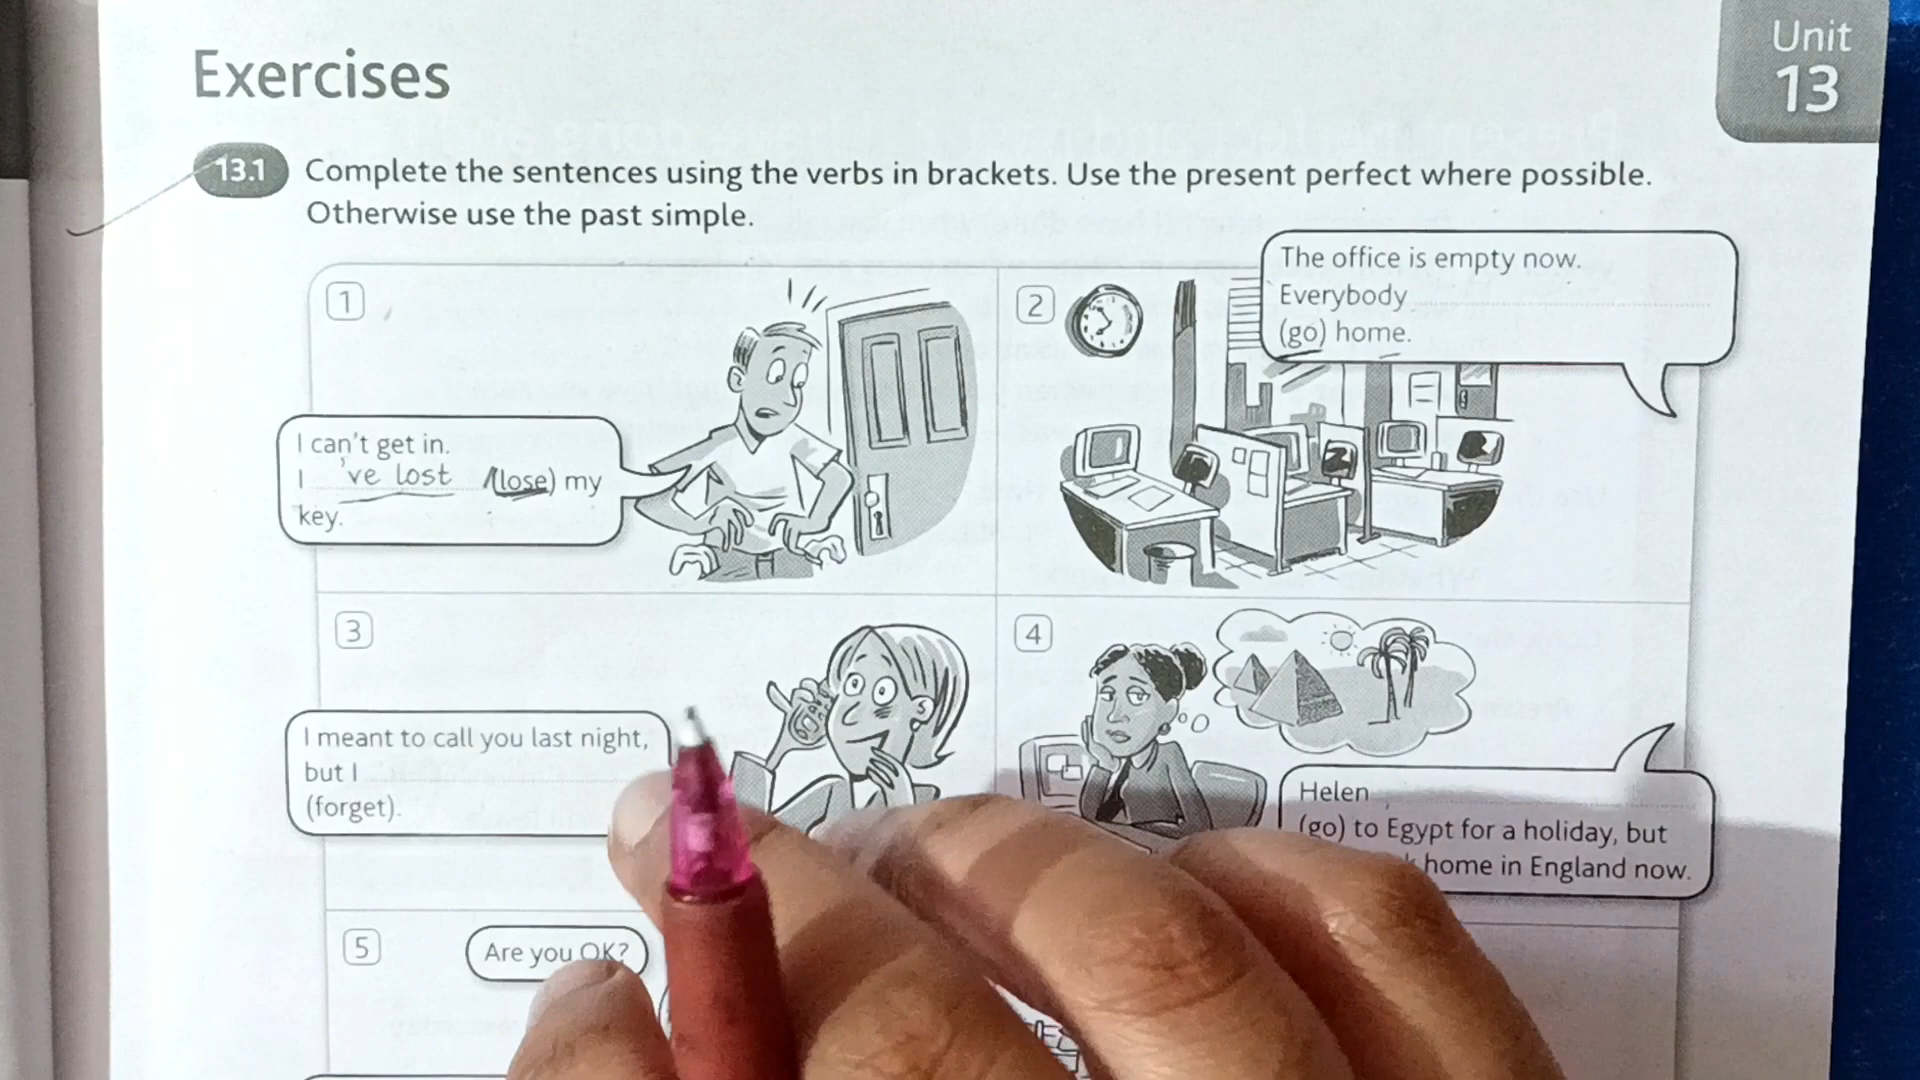 Unit
13
Exercises
13.1 Complete the sentences using the verbs in brackets. Use the present perfect where possible.
Otherwise use the past simple.
1
I can't get in.
I 've lost (lose) my
key.
2
The office is empty now.
Everybody
(go) home.
3
I meant to call you last night,
but I
(forget).
4
Helen
(go) to Egypt for a holiday, but
home in England now.
5
Are you OK?